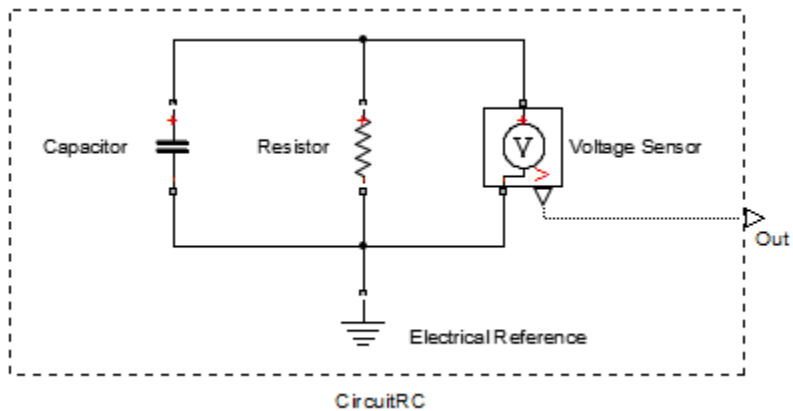 Capacitor
Resistor
V
Voltage Sensor
Out
Electrical Reference
CircuitRC